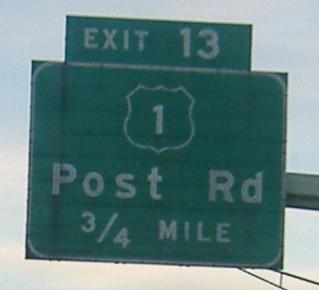 EXIT 13
1
Post Rd
3/4 MILE